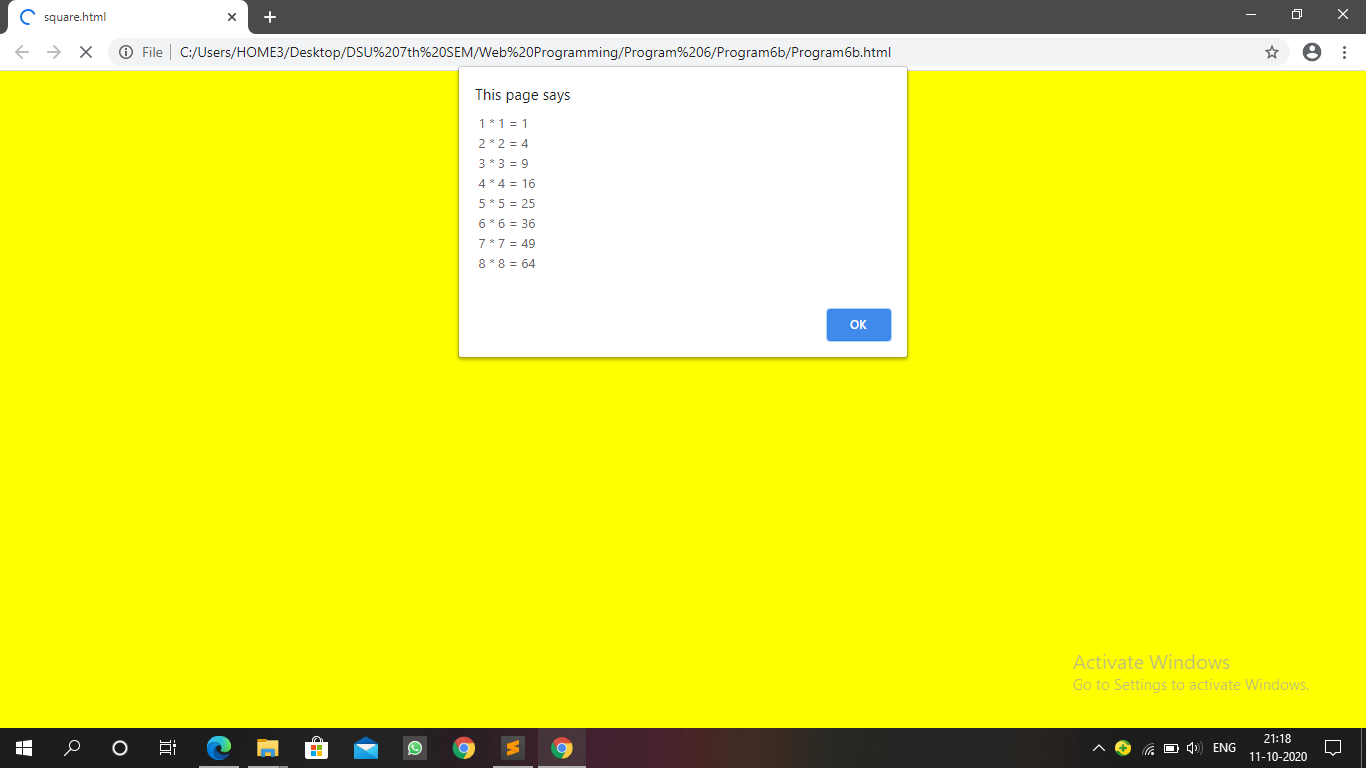 square.html
File
C:/Users/HOME3/Desktop/DSU%207th%20SEM/Web%20Programming/Program%206/Program6b/Program6b.html
This page says
1 * 1 = 1
2 * 2 = 4
3 * 3 = 9
4 * 4 = 16
5 * 5 = 25
6 * 6 = 36
7 * 7 = 49
8 * 8 = 64
OK
Activate Windows
Go to Settings to activate Windows.
ENG
21:18
11-10-2020